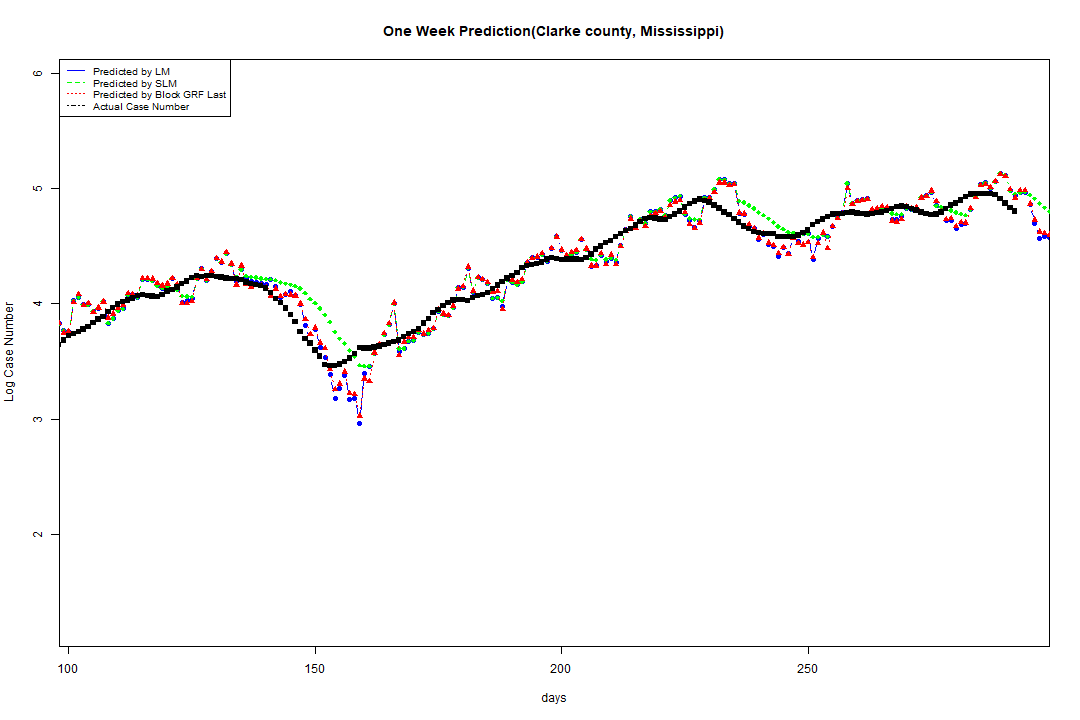 One Week Prediction(Clarke county, Mississippi)
Predicted by LM
Predicted by SLM
Predicted by Block GRF Last
Actual Case Number
6
5
4
3
2
Log Case Number
100 150 200 250
days